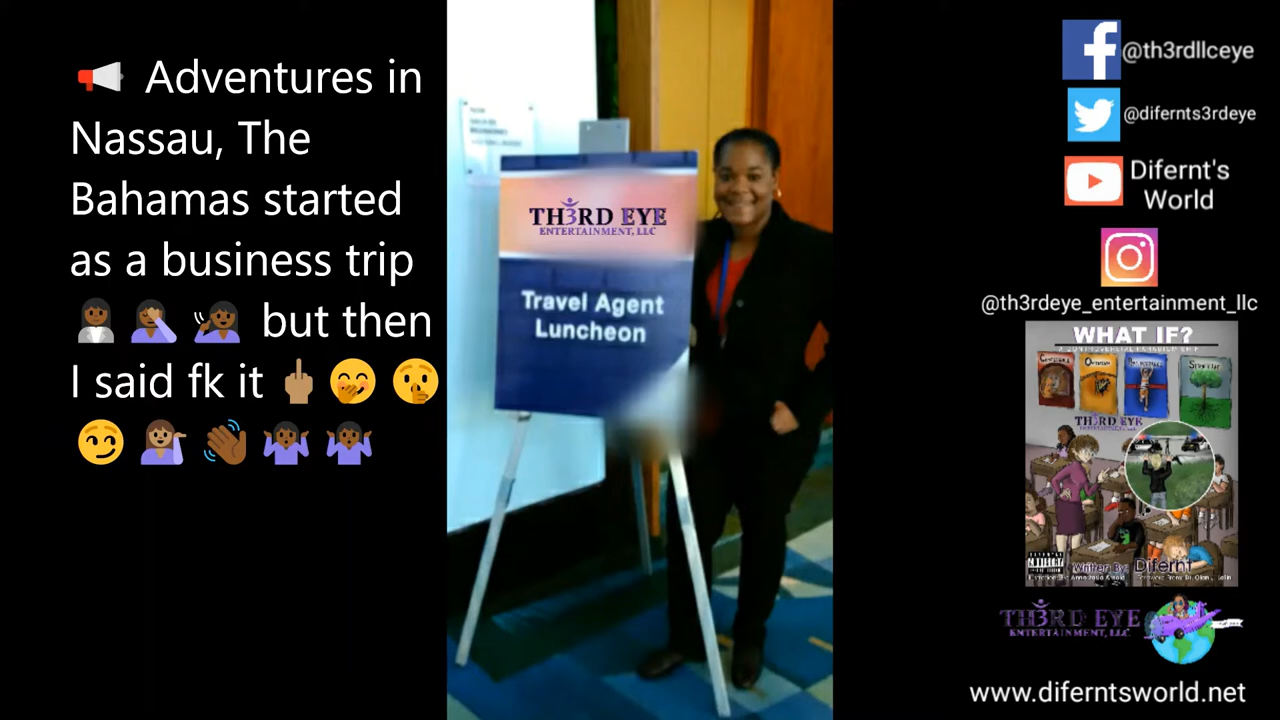 📢 Adventures in
Nassau, The
Bahamas started
as a business trip
👩🏾‍💼 🤦🏾‍♀️ 🧏🏾‍♀️ but then
I said fk it 🖕🏽 🤭 🤫
😏 💁🏽‍♀️ 👋🏾 🤷🏾‍♀️ 🤷🏾‍♀️
TH3RD EYE
ENTERTAINMENT, LLC
Travel Agent
Luncheon
@th3rdllceye
@difernts3rdeye
Difernt's
World
@th3rdeye_entertainment_llc
WHAT IF?
TH3RD EYE
ENTERTAINMENT, LLC
Written By: Difernt
TH3RD EYE
ENTERTAINMENT, LLC.
www.diferntsworld.net